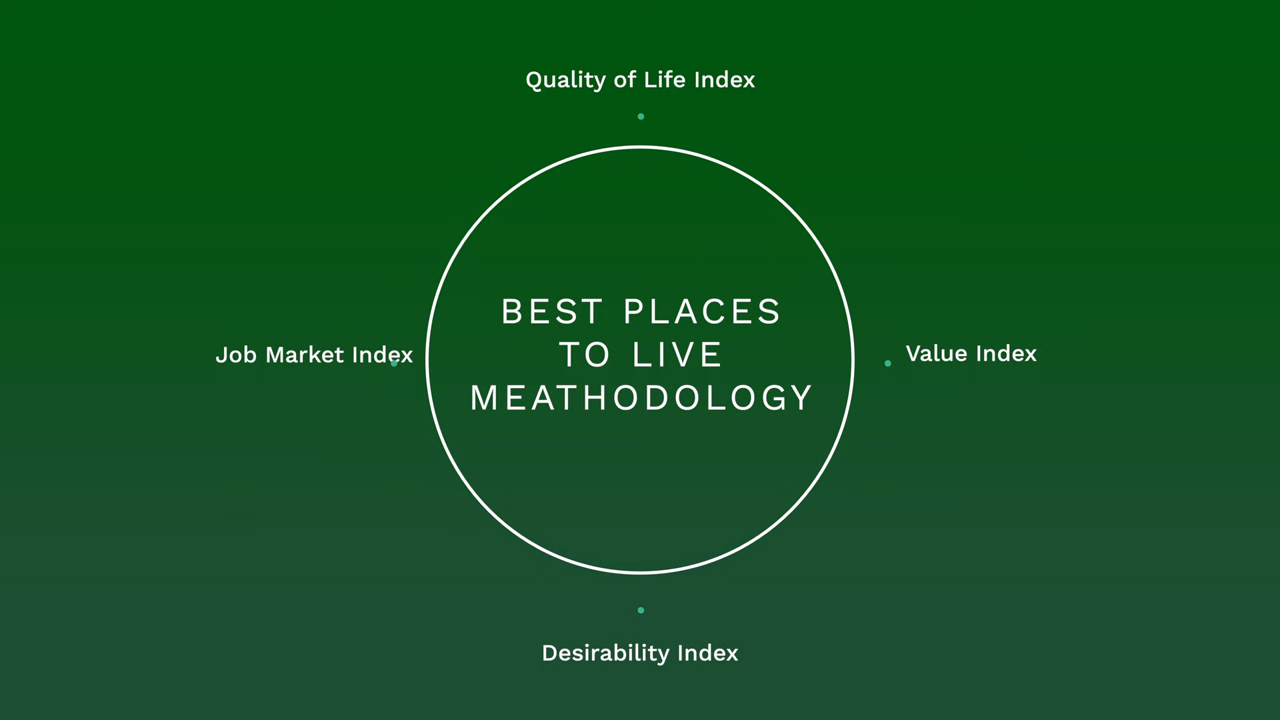 Quality of Life Index
BEST PLACES
TO LIVE
MEATHODOLOGY
Job Market Index
Value Index
Desirability Index